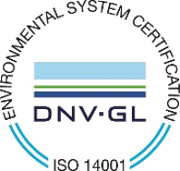 ENVIRONMENTAL SYSTEM CERTIFICATION
DNV·GL
ISO 14001